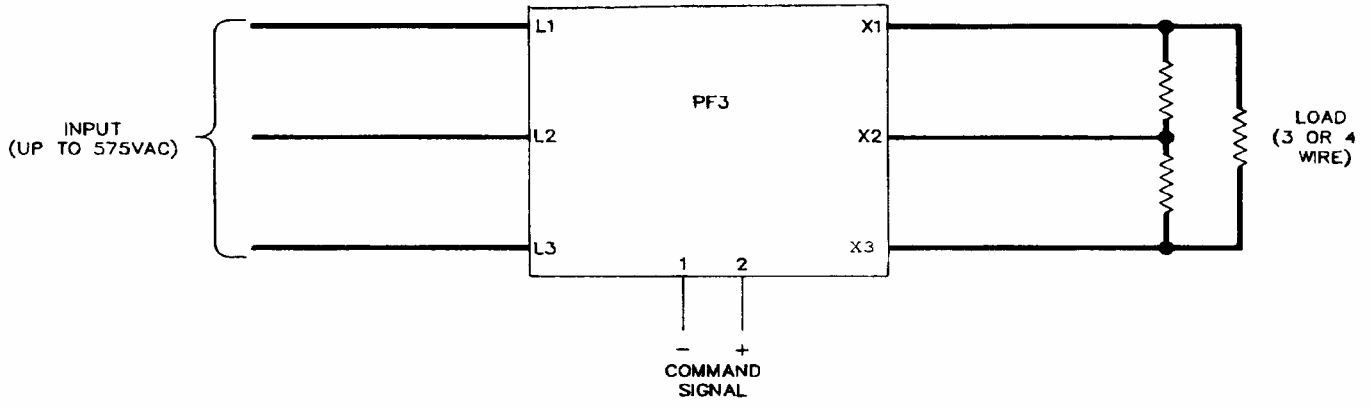 L1
X1
PF3
INPUT
(UP TO 575VAC)
L2
X2
LOAD
(3 OR 4
WIRE)
L3
X3
1 2
- +
COMMAND
SIGNAL